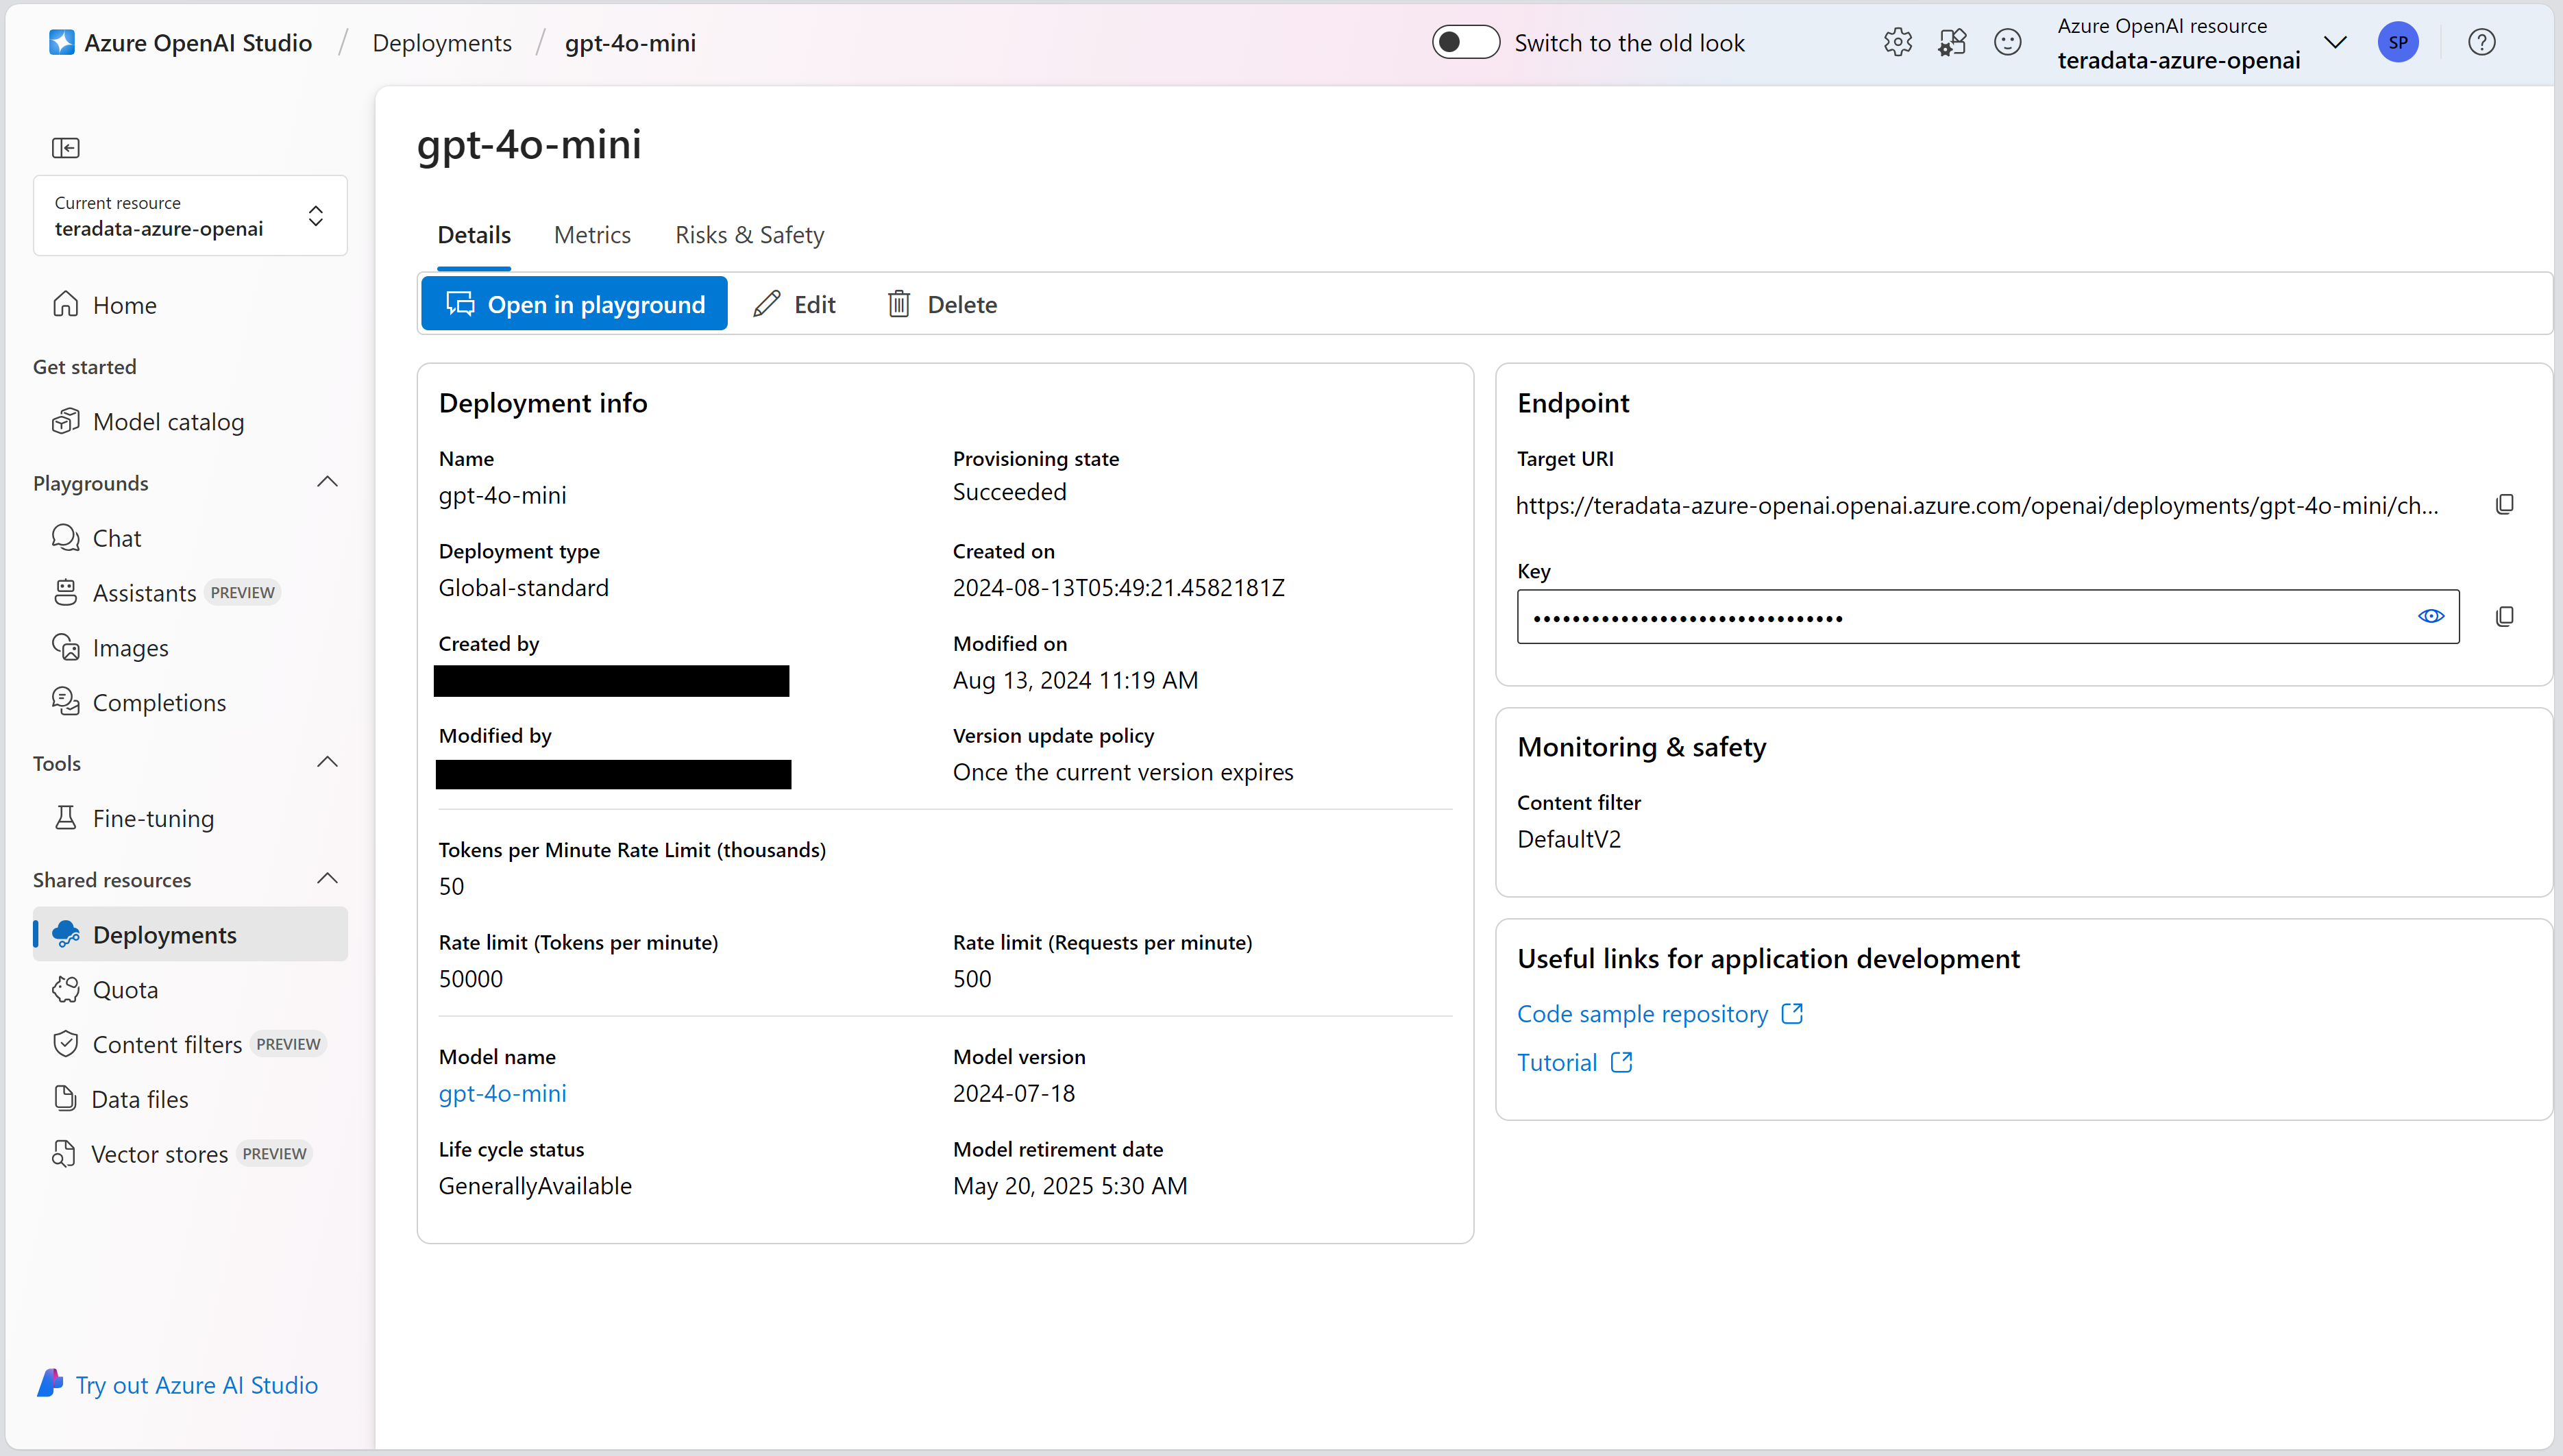 Azure OpenAI Studio / Deployments / gpt-4o-mini
Switch to the old look
Azure OpenAI resource
teradata-azure-openai
SP
Current resource
teradata-azure-openai
Home
Get started
Model catalog
Playgrounds
Chat
Assistants PREVIEW
Images
Completions
Tools
Fine-tuning
Shared resources
Deployments
Quota
Content filters PREVIEW
Data files
Vector stores PREVIEW
Try out Azure AI Studio
gpt-4o-mini
Details Metrics Risks & Safety
Open in playground Edit Delete
Deployment info
Name
gpt-4o-mini
Provisioning state
Succeeded
Deployment type
Global-standard
Created on
2024-08-13T05:49:21.4582181Z
Created by
Modified on
Aug 13, 2024 11:19 AM
Modified by
Version update policy
Once the current version expires
Tokens per Minute Rate Limit (thousands)
50
Rate limit (Tokens per minute)
50000
Rate limit (Requests per minute)
500
Model name
gpt-4o-mini
Model version
2024-07-18
Life cycle status
GenerallyAvailable
Model retirement date
May 20, 2025 5:30 AM
Endpoint
Target URI
https://teradata-azure-openai.openai.azure.com/openai/deployments/gpt-4o-mini/ch...
Key
••••••••••••••••••••••••••••••••
Monitoring & safety
Content filter
DefaultV2
Useful links for application development
Code sample repository
Tutorial